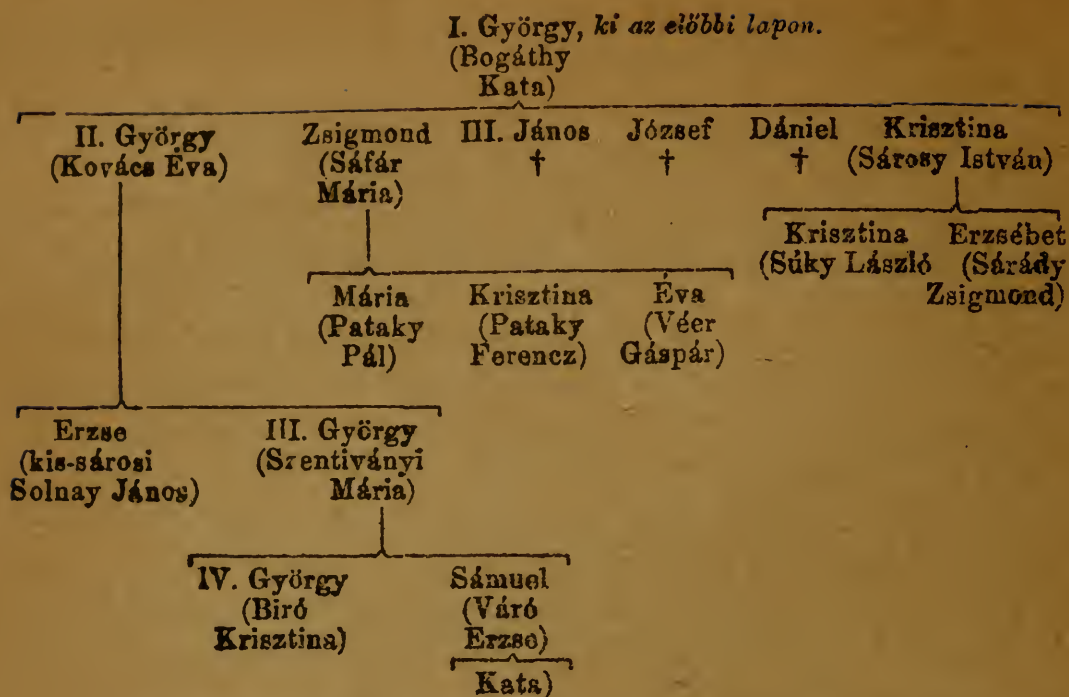 I. György, ki az előbbi lapon.
(Bogáthy
Kata)
II. György Zsigmond III. János József Dániel Krisztina
(Kovács Éva) (Sáfár † † † (Sárosy István)
Mária)
Krisztina Erzsébet
(Súky László (Sárády
Zsigmond)
Mária Krisztina Éva
(Pataky (Pataky (Véer
Pál) Ferencz) Gáspár)
Erzse III. György
(kis-sárosi (Szentiványi
Solnay János) Mária)
IV. György Sámuel
(Biró (Váró
Krisztina) Erzse)
Kata)